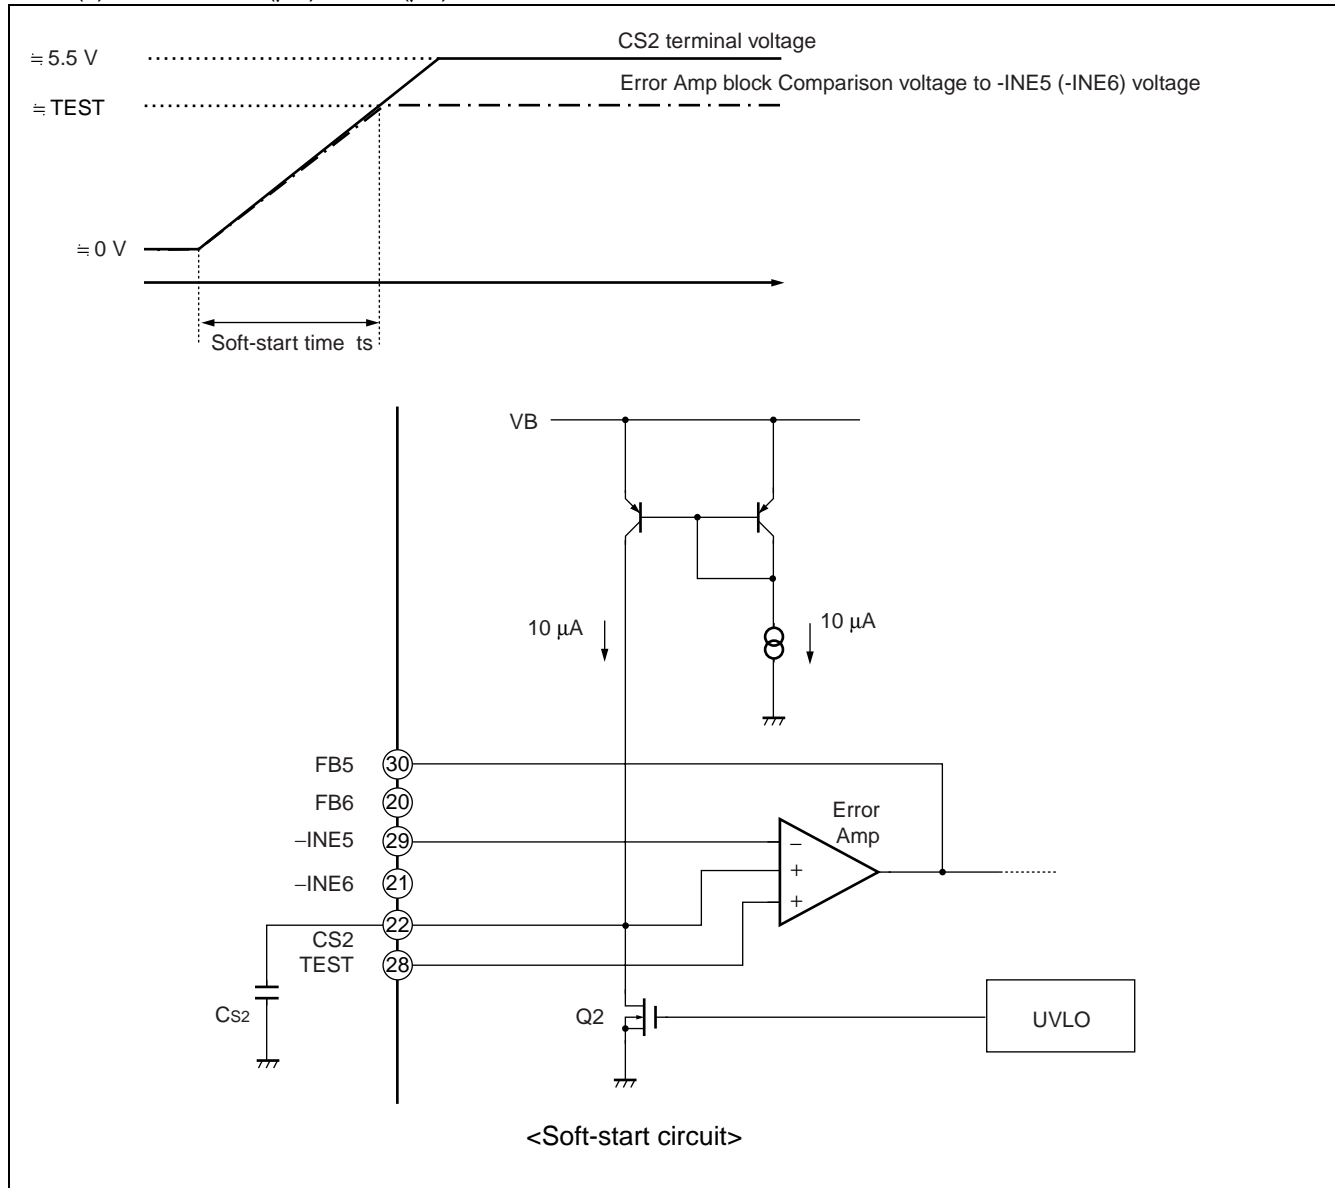 CS2 terminal voltage
≒ 5.5 V
Error Amp block Comparison voltage to -INE5 (-INE6) voltage
≒ TEST
≒ 0 V
Soft-start time ts
VB
10 µA
10 µA
FB5 30
FB6 20
Error
Amp
−INE5 29
−
−INE6 21
+
22
+
CS2
TEST 28
CS2
Q2
UVLO
<Soft-start circuit>